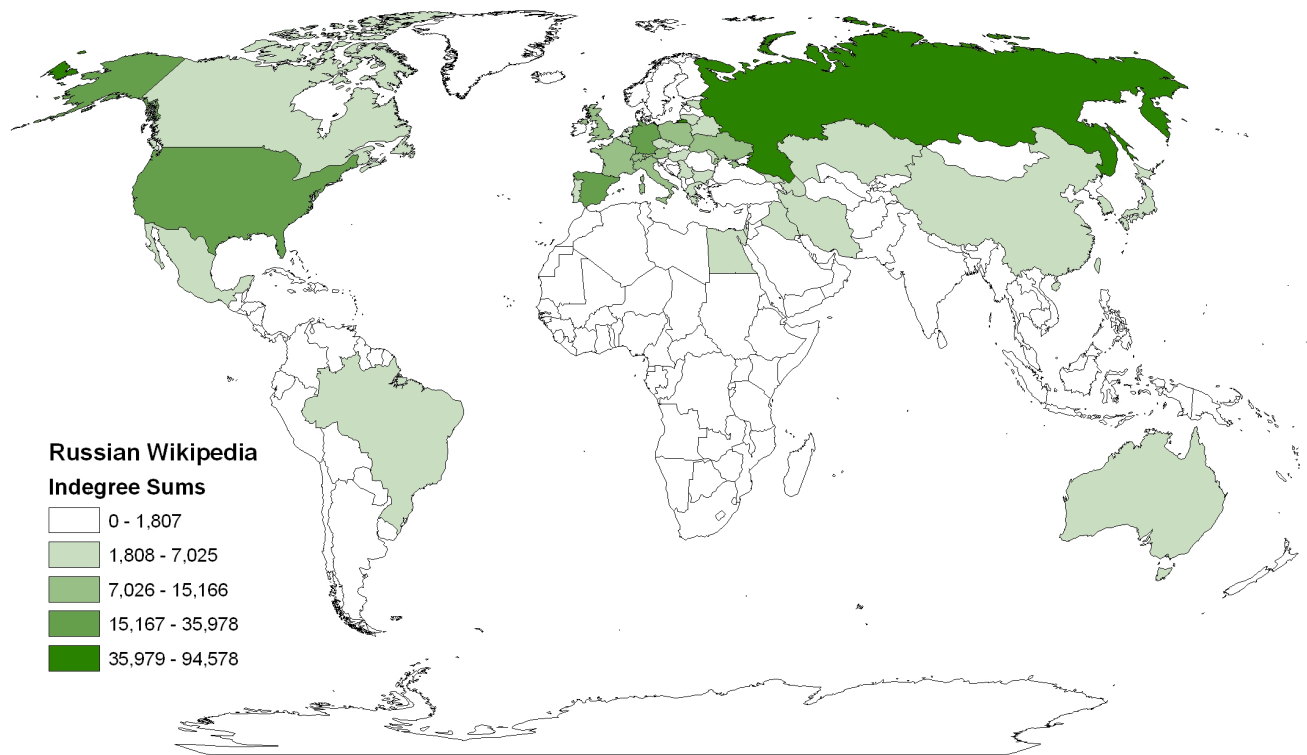 Russian Wikipedia
Indegree Sums
0 - 1,807
1,808 - 7,025
7,026 - 15,166
15,167 - 35,978
35,979 - 94,578